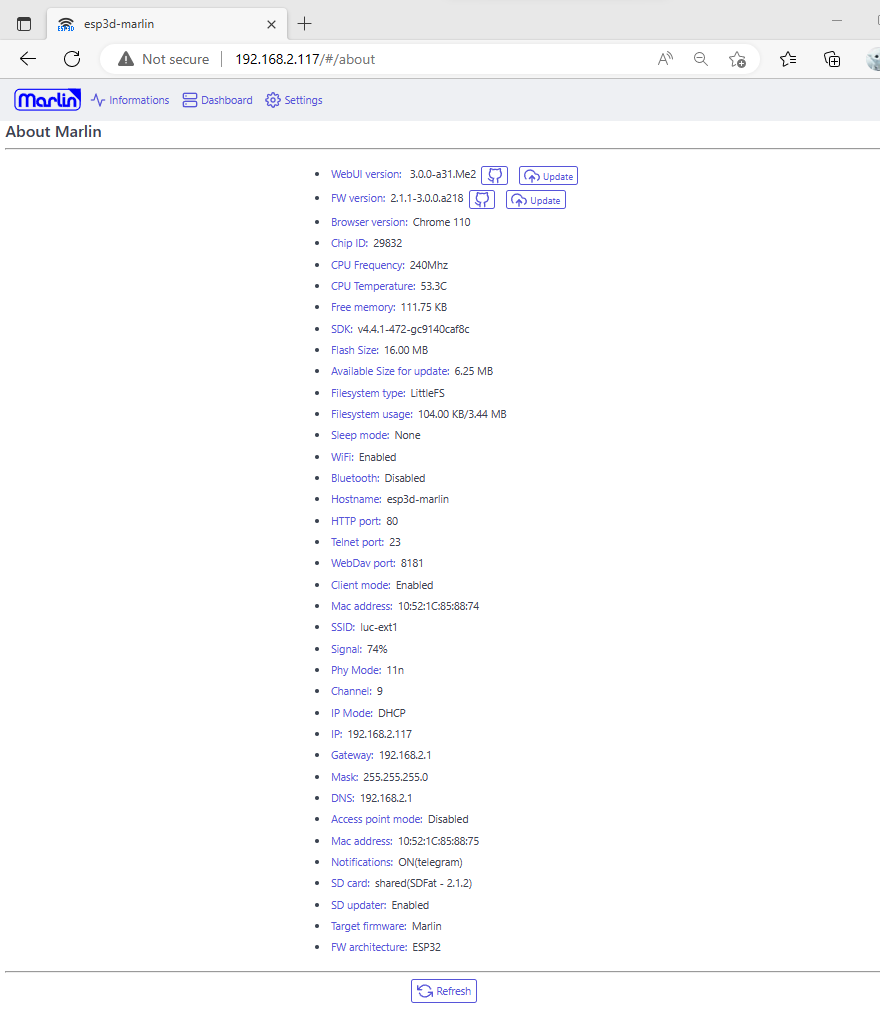 esp3d-marlin
Not secure 192.168.2.117/#/about
Marlin Informations Dashboard Settings
About Marlin
WebUI version: 3.0.0-a31.Me2 Update
FW version: 2.1.1-3.0.0.a218 Update
Browser version: Chrome 110
Chip ID: 29832
CPU Frequency: 240Mhz
CPU Temperature: 53.3C
Free memory: 111.75 KB
SDK: v4.4.1-472-gc9140caf8c
Flash Size: 16.00 MB
Available Size for update: 6.25 MB
Filesystem type: LittleFS
Filesystem usage: 104.00 KB/3.44 MB
Sleep mode: None
WiFi: Enabled
Bluetooth: Disabled
Hostname: esp3d-marlin
HTTP port: 80
Telnet port: 23
WebDav port: 8181
Client mode: Enabled
Mac address: 10:52:1C:85:88:74
SSID: luc-ext1
Signal: 74%
Phy Mode: 11n
Channel: 9
IP Mode: DHCP
IP: 192.168.2.117
Gateway: 192.168.2.1
Mask: 255.255.255.0
DNS: 192.168.2.1
Access point mode: Disabled
Mac address: 10:52:1C:85:88:75
Notifications: ON(telegram)
SD card: shared(SDFat - 2.1.2)
SD updater: Enabled
Target firmware: Marlin
FW architecture: ESP32
Refresh